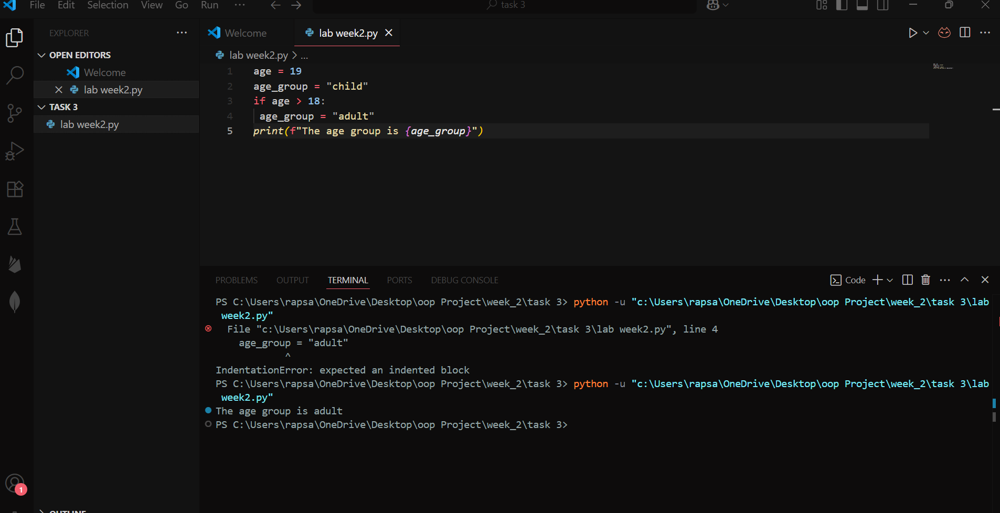 File Edit Selection View Go Run ...
task 3
EXPLORER ...
OPEN EDITORS
Welcome
lab week2.py
TASK 3
lab week2.py
OUTLINE
1
Welcome
lab week2.py
lab week2.py > ...
1 age = 19
2 age_group = "child"
3 if age > 18:
4 age_group = "adult"
5 print(f"The age group is {age_group}")
PROBLEMS OUTPUT TERMINAL PORTS DEBUG CONSOLE
Code
PS C:\Users\rapsa\OneDrive\Desktop\oop Project\week_2\task 3> python -u "c:\Users\rapsa\OneDrive\Desktop\oop Project\week_2\task 3\lab
week2.py"
File "c:\Users\rapsa\OneDrive\Desktop\oop Project\week_2\task 3\lab week2.py", line 4
age_group = "adult"
^
IndentationError: expected an indented block
PS C:\Users\rapsa\OneDrive\Desktop\oop Project\week_2\task 3> python -u "c:\Users\rapsa\OneDrive\Desktop\oop Project\week_2\task 3\lab
week2.py"
The age group is adult
PS C:\Users\rapsa\OneDrive\Desktop\oop Project\week_2\task 3>